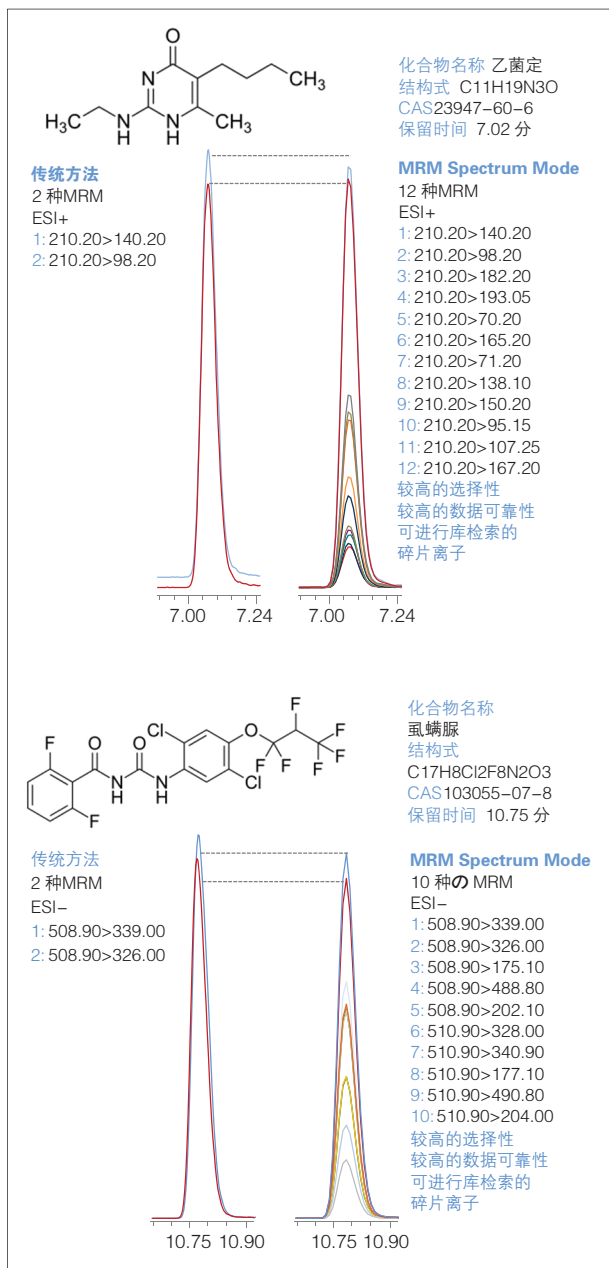 O
N
CH3
H3C
N
H
N
H
CH3
化合物名称 乙菌定
结构式 C11H19N3O
CAS23947-60-6
保留时间 7.02 分
传统方法
2 种MRM
ESI+
1: 210.20>140.20
2: 210.20>98.20
MRM Spectrum Mode
12 种MRM
ESI+
1: 210.20>140.20
2: 210.20>98.20
3: 210.20>182.20
4: 210.20>193.05
5: 210.20>70.20
6: 210.20>165.20
7: 210.20>71.20
8: 210.20>138.10
9: 210.20>150.20
10: 210.20>95.15
11: 210.20>107.25
12: 210.20>167.20
较高的选择性
较高的数据可靠性
可进行库检索的
碎片离子
7.00 7.24
7.00 7.24
F
O
O
N
H
N
H
F
Cl
Cl
O
F
F
F
F
F
F
化合物名称
虱螨脲
结构式
C17H8Cl2F8N2O3
CAS103055-07-8
保留时间 10.75 分
传统方法
2 种MRM
ESI−
1: 508.90>339.00
2: 508.90>326.00
MRM Spectrum Mode
10 种の MRM
ESI−
1: 508.90>339.00
2: 508.90>326.00
3: 508.90>175.10
4: 508.90>488.80
5: 508.90>202.10
6: 510.90>328.00
7: 510.90>340.90
8: 510.90>177.10
9: 510.90>490.80
10: 510.90>204.00
较高的选择性
较高的数据可靠性
可进行库检索的
碎片离子
10.75 10.90
10.75 10.90